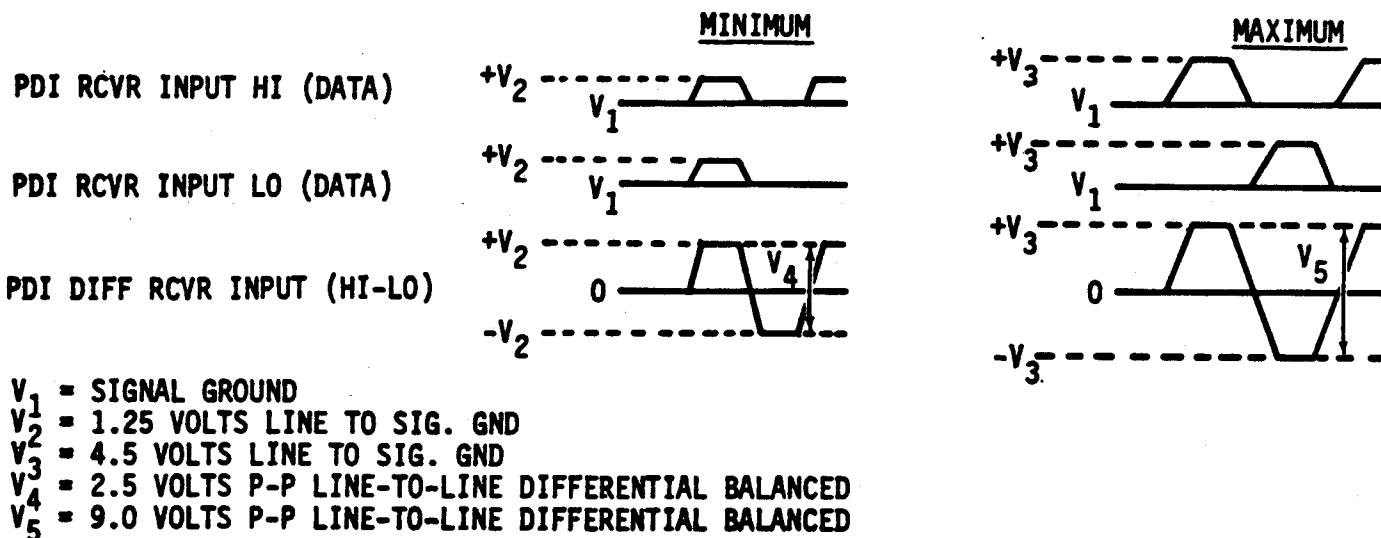 MINIMUM
MAXIMUM
PDI RCVR INPUT HI (DATA)
+V2
V1
+V3
V1
PDI RCVR INPUT LO (DATA)
+V2
V1
+V3
V1
PDI DIFF RCVR INPUT (HI-LO)
+V2
V4
0
-V2
+V3
V5
0
-V3
V1 = SIGNAL GROUND
V2 = 1.25 VOLTS LINE TO SIG. GND
V3 = 4.5 VOLTS LINE TO SIG. GND
V4 = 2.5 VOLTS P-P LINE-TO-LINE DIFFERENTIAL BALANCED
V5 = 9.0 VOLTS P-P LINE-TO-LINE DIFFERENTIAL BALANCED